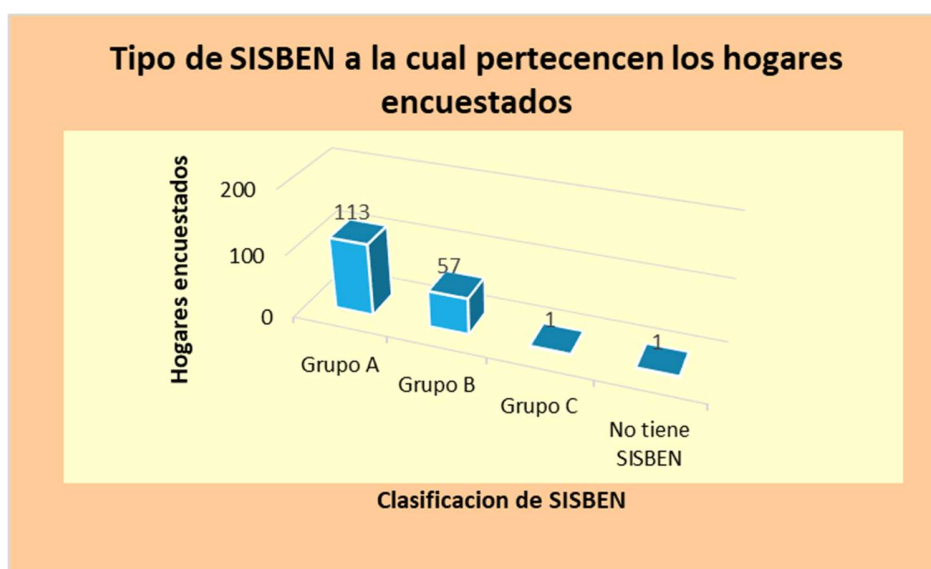 Tipo de SISBEN a la cual pertecencen los hogares
encuestados
Hogares encuestados
200
100
0
113
57
1
1
Grupo A
Grupo B
Grupo C
No tiene
SISBEN
Clasificacion de SISBEN